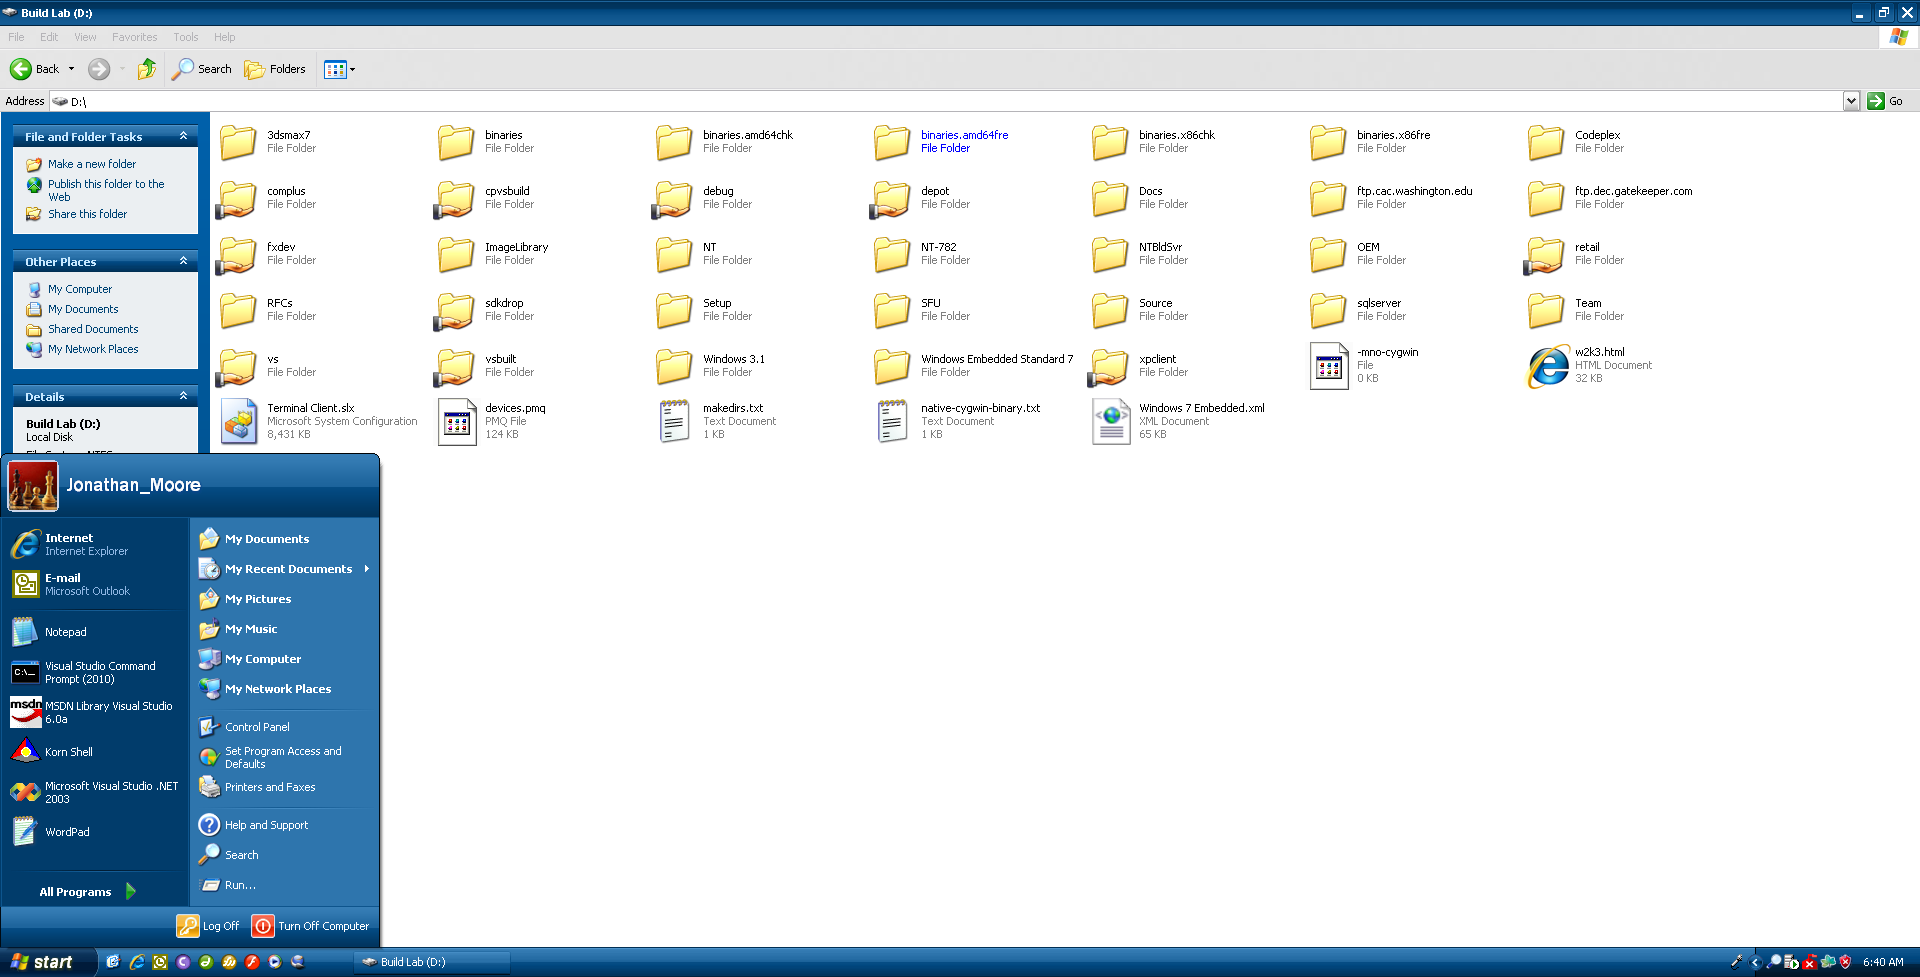 Build Lab (D:)
File Edit View Favorites Tools Help
Back Search Folders
Address D:\ Go
File and Folder Tasks
Make a new folder
Publish this folder to the
Web
Share this folder
Other Places
My Computer
My Documents
Shared Documents
My Network Places
Details
Build Lab (D:)
Local Disk
3dsmax7
File Folder
binaries
File Folder
binaries.amd64chk
File Folder
binaries.amd64fre
File Folder
binaries.x86chk
File Folder
binaries.x86fre
File Folder
Codeplex
File Folder
complus
File Folder
cpvsbuild
File Folder
debug
File Folder
depot
File Folder
Docs
File Folder
ftp.cac.washington.edu
File Folder
ftp.dec.gatekeeper.com
File Folder
fxdev
File Folder
ImageLibrary
File Folder
NT
File Folder
NT-782
File Folder
NTBldSvr
File Folder
OEM
File Folder
retail
File Folder
RFCs
File Folder
sdkdrop
File Folder
Setup
File Folder
SFU
File Folder
Source
File Folder
sqlserver
File Folder
Team
File Folder
vs
File Folder
vsbuilt
File Folder
Windows 3.1
File Folder
Windows Embedded Standard 7
File Folder
xpclient
File Folder
-mno-cygwin
File
0 KB
w2k3.html
HTML Document
32 KB
Terminal Client.slx
Microsoft System Configuration
8,431 KB
devices.pmq
PMQ File
124 KB
makedirs.txt
Text Document
1 KB
native-cygwin-binary.txt
Text Document
1 KB
Windows 7 Embedded.xml
XML Document
65 KB
Jonathan_Moore
Internet
Internet Explorer
E-mail
Microsoft Outlook
Notepad
C:\_
Visual Studio Command
Prompt (2010)
msdn
MSDN Library Visual Studio
6.0a
Korn Shell
Microsoft Visual Studio .NET
2003
WordPad
All Programs
My Documents
My Recent Documents
My Pictures
My Music
My Computer
My Network Places
Control Panel
Set Program Access and
Defaults
Printers and Faxes
Help and Support
Search
Run...
Log Off Turn Off Computer
start
Build Lab (D:)
6:40 AM